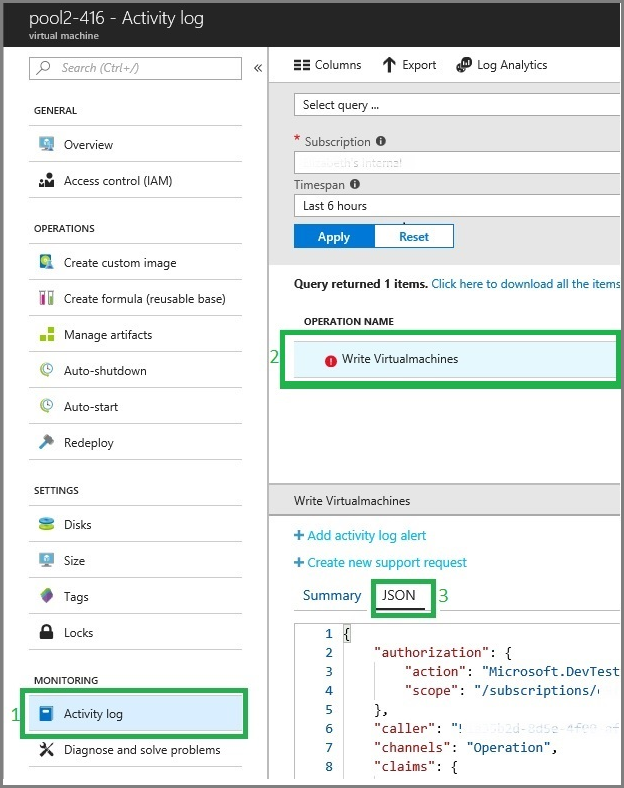 pool2-416 - Activity log
virtual machine
Search (Ctrl+/)
«
GENERAL
Overview
Access control (IAM)
OPERATIONS
Create custom image
Create formula (reusable base)
Manage artifacts
Auto-shutdown
Auto-start
Redeploy
SETTINGS
Disks
Size
Tags
Locks
MONITORING
1 Activity log
Diagnose and solve problems
Columns Export Log Analytics
Select query ...
* Subscription
Timespan
Last 6 hours
Apply Reset
Query returned 1 items. Click here to download all the items
OPERATION NAME
2 Write Virtualmachines
Write Virtualmachines
+ Add activity log alert
+ Create new support request
Summary JSON 3
1 {
2 "authorization": {
3 "action": "Microsoft.DevTest
4 "scope": "/subscriptions/
5 },
6 "caller": "
7 "channels": "Operation",
8 "claims": {